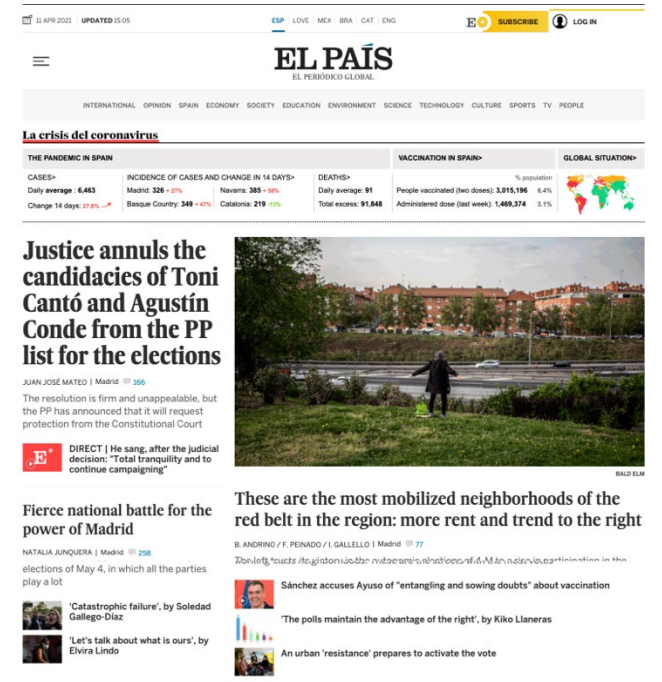 11 APR 2021 | UPDATED 15:05
ESP LOVE MEX BRA CAT ENG
E+ SUBSCRIBE LOG IN
EL PAÍS
EL PERIÓDICO GLOBAL
INTERNATIONAL OPINION SPAIN ECONOMY SOCIETY EDUCATION ENVIRONMENT SCIENCE TECHNOLOGY CULTURE SPORTS TV PEOPLE
La crisis del coronavirus
THE PANDEMIC IN SPAIN VACCINATION IN SPAIN> GLOBAL SITUATION>
CASES> INCIDENCE OF CASES AND CHANGE IN 14 DAYS> DEATHS> % population
Daily average : 6,463 Madrid: 326 + 27% Navarra: 385 + 58% Daily average: 91 People vaccinated (two doses): 3,015,196 6.4%
Change 14 days: 27.8% Basque Country: 349 + 47% Catalonia: 219 -13% Total excess: 91,848 Administered dose (last week): 1,469,374 3.1%
Justice annuls the
candidacies of Toni
Cantó and Agustín
Conde from the PP
list for the elections
JUAN JOSÉ MATEO | Madrid 166
The resolution is firm and unappealable, but
the PP has announced that it will request
protection from the Constitutional Court
DIRECT | He sang, after the judicial
decision: "Total tranquility and to
continue campaigning"
Fierce national battle for the
power of Madrid
NATALIA JUNQUERA | Madrid 258
elections of May 4, in which all the parties
play a lot
'Catastrophic failure', by Soledad
Gallego-Díaz
'Let's talk about what is ours', by
Elvira Lindo
BALD ELM
These are the most mobilized neighborhoods of the
red belt in the region: more rent and trend to the right
B. ANDRINO / F. PEINADO / I. GALLELLO | Madrid 77
Sánchez accuses Ayuso of "entangling and sowing doubts" about vaccination
'The polls maintain the advantage of the right', by Kiko Llaneras
An urban 'resistance' prepares to activate the vote